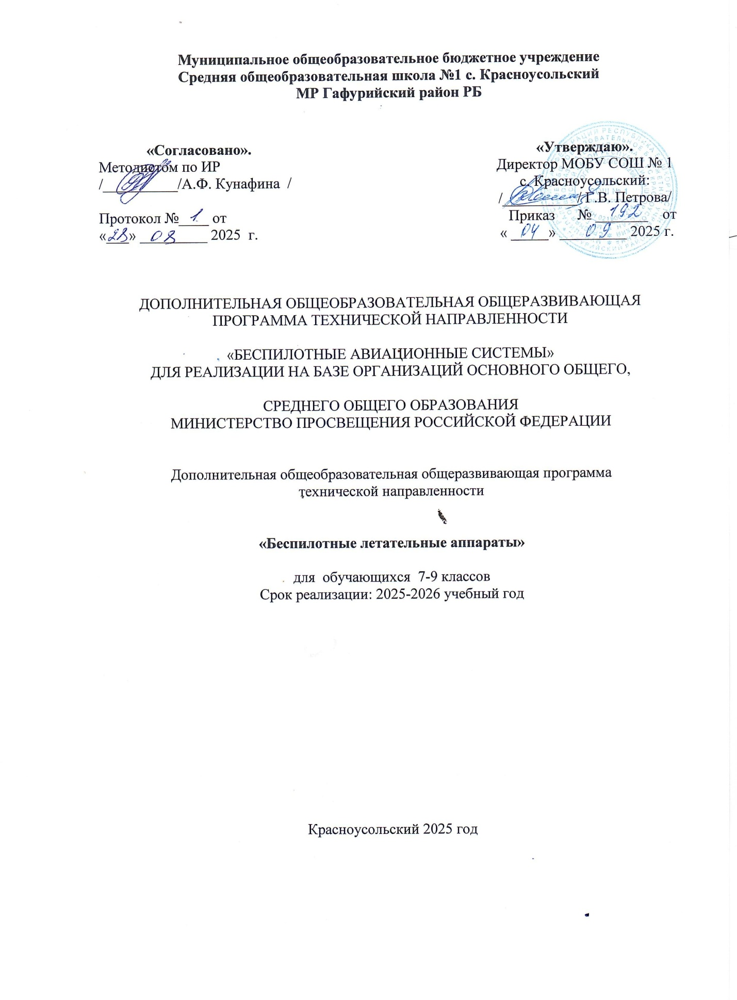 Муниципальное общеобразовательное бюджетное учреждение
Средняя общеобразовательная школа №1 с. Красноусольский
МР Гафурийский район РБ
«Согласовано».
Методистом по ИР
/__________/А.Ф. Кунафина /
Протокол №_1_ от
«28» 08 2025 г.
«Утверждаю».
Директор МОБУ СОШ № 1
с. Красноусольский:
/__________/ Г.В. Петрова/
Приказ № 192 от
« 04 » 09 2025 г.
ДОПОЛНИТЕЛЬНАЯ ОБЩЕОБРАЗОВАТЕЛЬНАЯ ОБЩЕРАЗВИВАЮЩАЯ
ПРОГРАММА ТЕХНИЧЕСКОЙ НАПРАВЛЕННОСТИ
«БЕСПИЛОТНЫЕ АВИАЦИОННЫЕ СИСТЕМЫ»
ДЛЯ РЕАЛИЗАЦИИ НА БАЗЕ ОРГАНИЗАЦИЙ ОСНОВНОГО ОБЩЕГО,
СРЕДНЕГО ОБЩЕГО ОБРАЗОВАНИЯ
МИНИСТЕРСТВО ПРОСВЕЩЕНИЯ РОССИЙСКОЙ ФЕДЕРАЦИИ
Дополнительная общеобразовательная общеразвивающая программа
технической направленности
«Беспилотные летательные аппараты»
для обучающихся 7-9 классов
Срок реализации: 2025-2026 учебный год
Красноусольский 2025 год